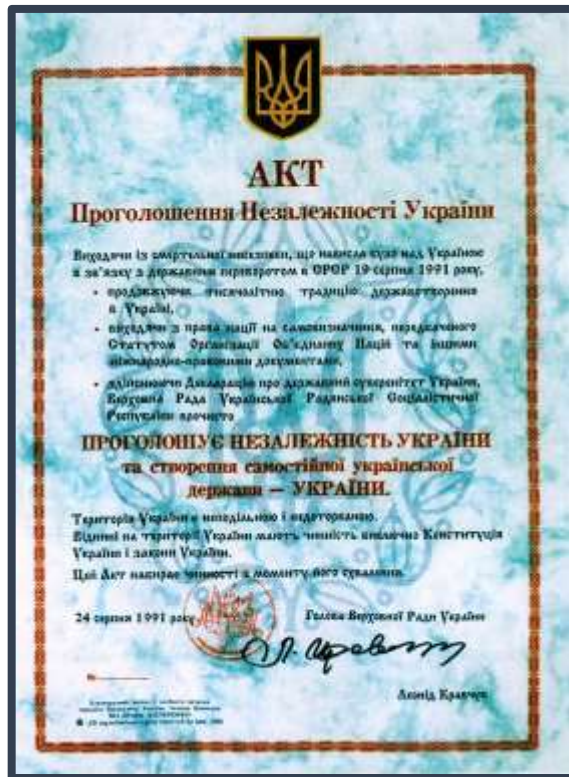 АКТ
Проголошення Незалежності України
Виходячи із смертельної небезпеки, що нависла була над Україною
в зв'язку з державним переворотом в СРСР 19 серпня 1991 року,
• продовжуючи тисячолітню традицію державотворення
в Україні,
• виходячи з права нації на самовизначення, передбаченого
Статутом Організації Об'єднаних Націй та іншими
міжнародно-правовими документами,
• здійснюючи Декларацію про державний суверенітет України,
Верховна Рада Української Радянської Соціалістичної
Республіки урочисто
ПРОГОЛОШУЄ НЕЗАЛЕЖНІСТЬ УКРАЇНИ
та створення самостійної української
держави — УКРАЇНИ.
Територія України є неподільною і недоторканою.
Віднині на території України мають чинність виключно Конституція
України і закони України.
Цей Акт набирає чинності з моменту його схвалення.
24 серпня 1991 року
Голова Верховної Ради України
Леонід Кравчук